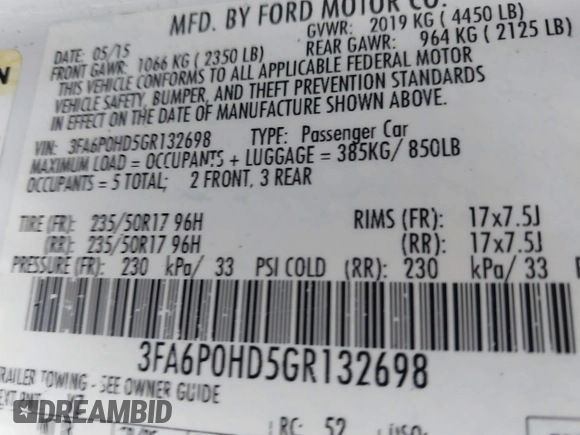 MFD. BY FORD MOTOR CO.
DATE: 05/15 GVWR: 2019 KG ( 4450 LB)
FRONT GAWR: 1066 KG ( 2350 LB) REAR GAWR: 964 KG ( 2125 LB)
THIS VEHICLE CONFORMS TO ALL APPLICABLE FEDERAL MOTOR
VEHICLE SAFETY, BUMPER, AND THEFT PREVENTION STANDARDS
IN EFFECT ON THE DATE OF MANUFACTURE SHOWN ABOVE.
N
VIN: 3FA6P0HD5GR132698 TYPE: Passenger Car
MAXIMUM LOAD = OCCUPANTS + LUGGAGE = 385KG/ 850LB
OCCUPANTS = 5 TOTAL; 2 FRONT, 3 REAR
TIRE (FR): 235/50R17 96H RIMS (FR): 17x7.5J
(RR): 235/50R17 96H (RR): 17x7.5J
PRESSURE (FR): 230 kPa/ 33 PSI COLD (RR): 230 kPa/ 33
3FA6P0HD5GR132698
RAILER TOWING - SEE OWNER GUIDE
DREAMBID
RC: 52